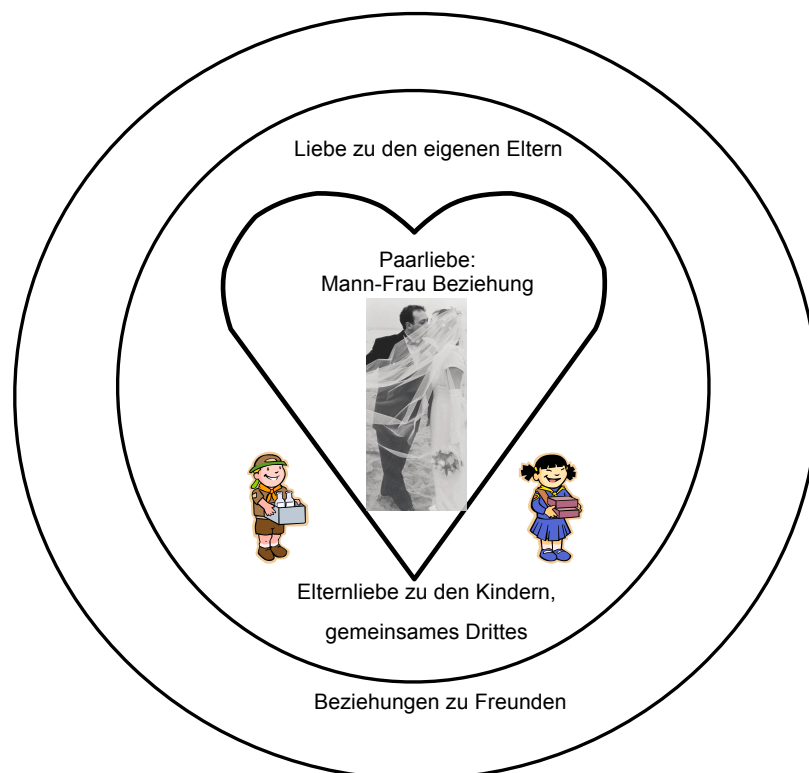 Liebe zu den eigenen Eltern
Paarliebe:
Mann-Frau Beziehung
Elternliebe zu den Kindern,
gemeinsames Drittes
Beziehungen zu Freunden